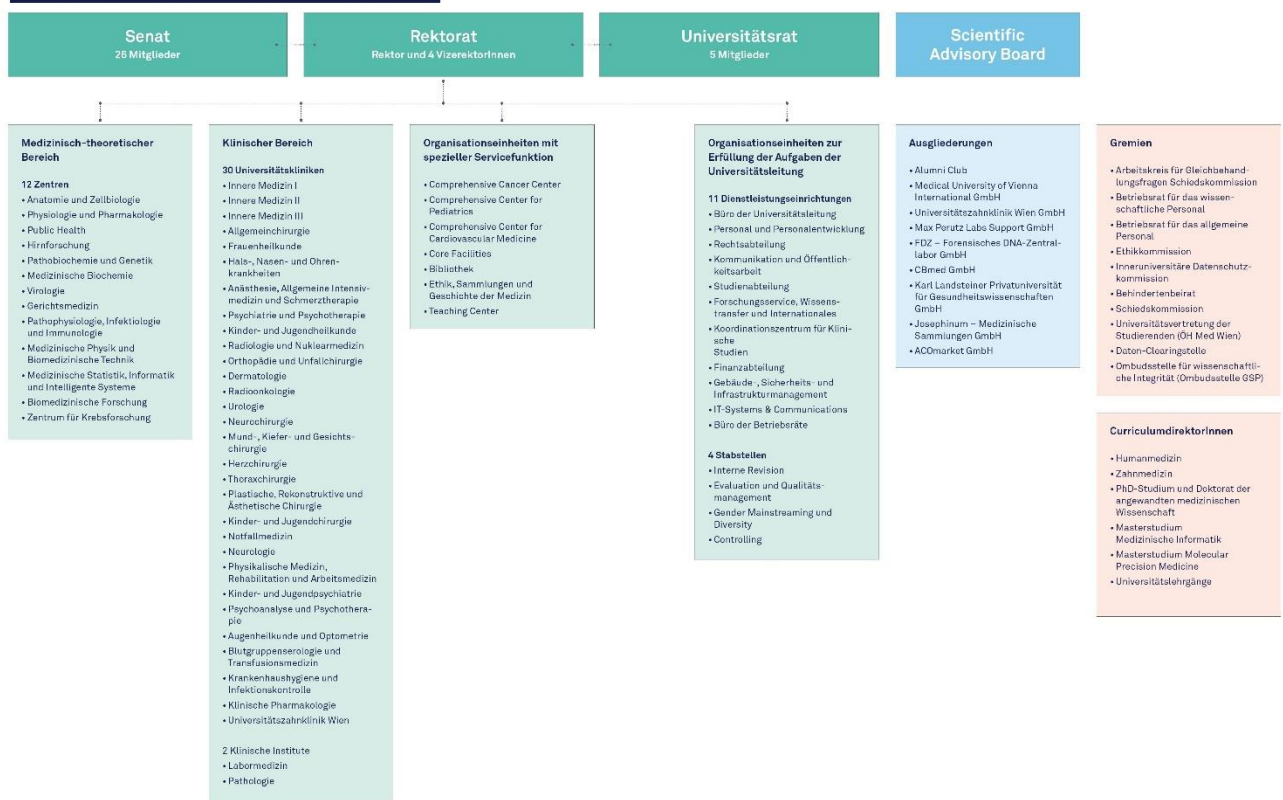 Senat
26 Mitglieder
Rektorat
Rektor und 4 VizerektorInnen
Universitätsrat
5 Mitglieder
Scientific
Advisory Board
Medizinisch-theoretischer
Bereich
12 Zentren
• Anatomie und Zellbiologie
• Physiologie und Pharmakologie
• Public Health
• Hirnforschung
• Pathobiochemie und Genetik
• Medizinische Biochemie
• Virologie
• Gerichtsmedizin
• Pathophysiologie, Infektiologie
und Immunologie
• Medizinische Physik und
Biomedizinische Technik
• Medizinische Statistik, Informatik
und Intelligente Systeme
• Biomedizinische Forschung
• Zentrum für Krebsforschung
Klinischer Bereich
30 Universitätskliniken
• Innere Medizin I
• Innere Medizin II
• Innere Medizin III
• Allgemeinchirurgie
• Frauenheilkunde
• Hals-, Nasen- und Ohren-
krankheiten
• Anästhesie, Allgemeine Intensiv-
medizin und Schmerztherapie
• Psychiatrie und Psychotherapie
• Kinder- und Jugendheilkunde
• Radiologie und Nuklearmedizin
• Orthopädie und Unfallchirurgie
• Dermatologie
• Radioonkologie
• Urologie
• Neurochirurgie
• Mund-, Kiefer- und Gesichts-
chirurgie
• Herzchirurgie
• Thoraxchirurgie
• Plastische, Rekonstruktive und
Ästhetische Chirurgie
• Kinder- und Jugendchirurgie
• Notfallmedizin
• Neurologie
• Physikalische Medizin,
Rehabilitation und Arbeitsmedizin
• Kinder- und Jugendpsychiatrie
• Psychoanalyse und Psychothera-
pie
• Augenheilkunde und Optometrie
• Blutgruppenserologie und
Transfusionsmedizin
• Krankenhaushygiene und
Infektionskontrolle
• Klinische Pharmakologie
• Universitätszahnklinik Wien
2 Klinische Institute
• Labormedizin
• Pathologie
Organisationseinheiten mit
spezieller Servicefunktion
• Comprehensive Cancer Center
• Comprehensive Center for
Pediatrics
• Comprehensive Center for
Cardiovascular Medicine
• Core Facilities
• Bibliothek
• Ethik, Sammlungen und
Geschichte der Medizin
• Teaching Center
Organisationseinheiten zur
Erfüllung der Aufgaben der
Universitätsleitung
11 Dienstleistungseinrichtungen
• Büro der Universitätsleitung
• Personal und Personalentwicklung
• Rechtsabteilung
• Kommunikation und Öffentlich-
keitsarbeit
• Studienabteilung
• Forschungsservice, Wissens-
transfer und Internationales
• Koordinationszentrum für Klini-
sche
Studien
• Finanzabteilung
• Gebäude-, Sicherheits- und
Infrastrukturmanagement
• IT-Systems & Communications
• Büro der Betriebsräte
4 Stabstellen
• Interne Revision
• Evaluation und Qualitäts-
management
• Gender Mainstreaming und
Diversity
• Controlling
Ausgliederungen
• Alumni Club
• Medical University of Vienna
International GmbH
• Universitätszahnklinik Wien GmbH
• Max Perutz Labs Support GmbH
• FDZ – Forensisches DNA-Zentral-
labor GmbH
• CBmed GmbH
• Karl Landsteiner Privatuniversität
für Gesundheitswissenschaften
GmbH
• Josephinum – Medizinische
Sammlungen GmbH
• ACOmarket GmbH
Gremien
• Arbeitskreis für Gleichbehand-
lungsfragen Schiedskommission
• Betriebsrat für das wissen-
schaftliche Personal
• Betriebsrat für das allgemeine
Personal
• Ethikkommission
• Inneruniversitäre Datenschutz-
kommission
• Behindertenbeirat
• Schiedskommission
• Universitätsvertretung der
Studierenden (ÖH Med Wien)
• Daten-Clearingstelle
• Ombudsstelle für wissenschaftli-
che Integrität (Ombudsstelle GSP)
CurriculumdirektorInnen
• Humanmedizin
• Zahnmedizin
• PhD-Studium und Doktorat der
angewandten medizinischen
Wissenschaft
• Masterstudium
Medizinische Informatik
• Masterstudium Molecular
Precision Medicine
• Universitätslehrgänge